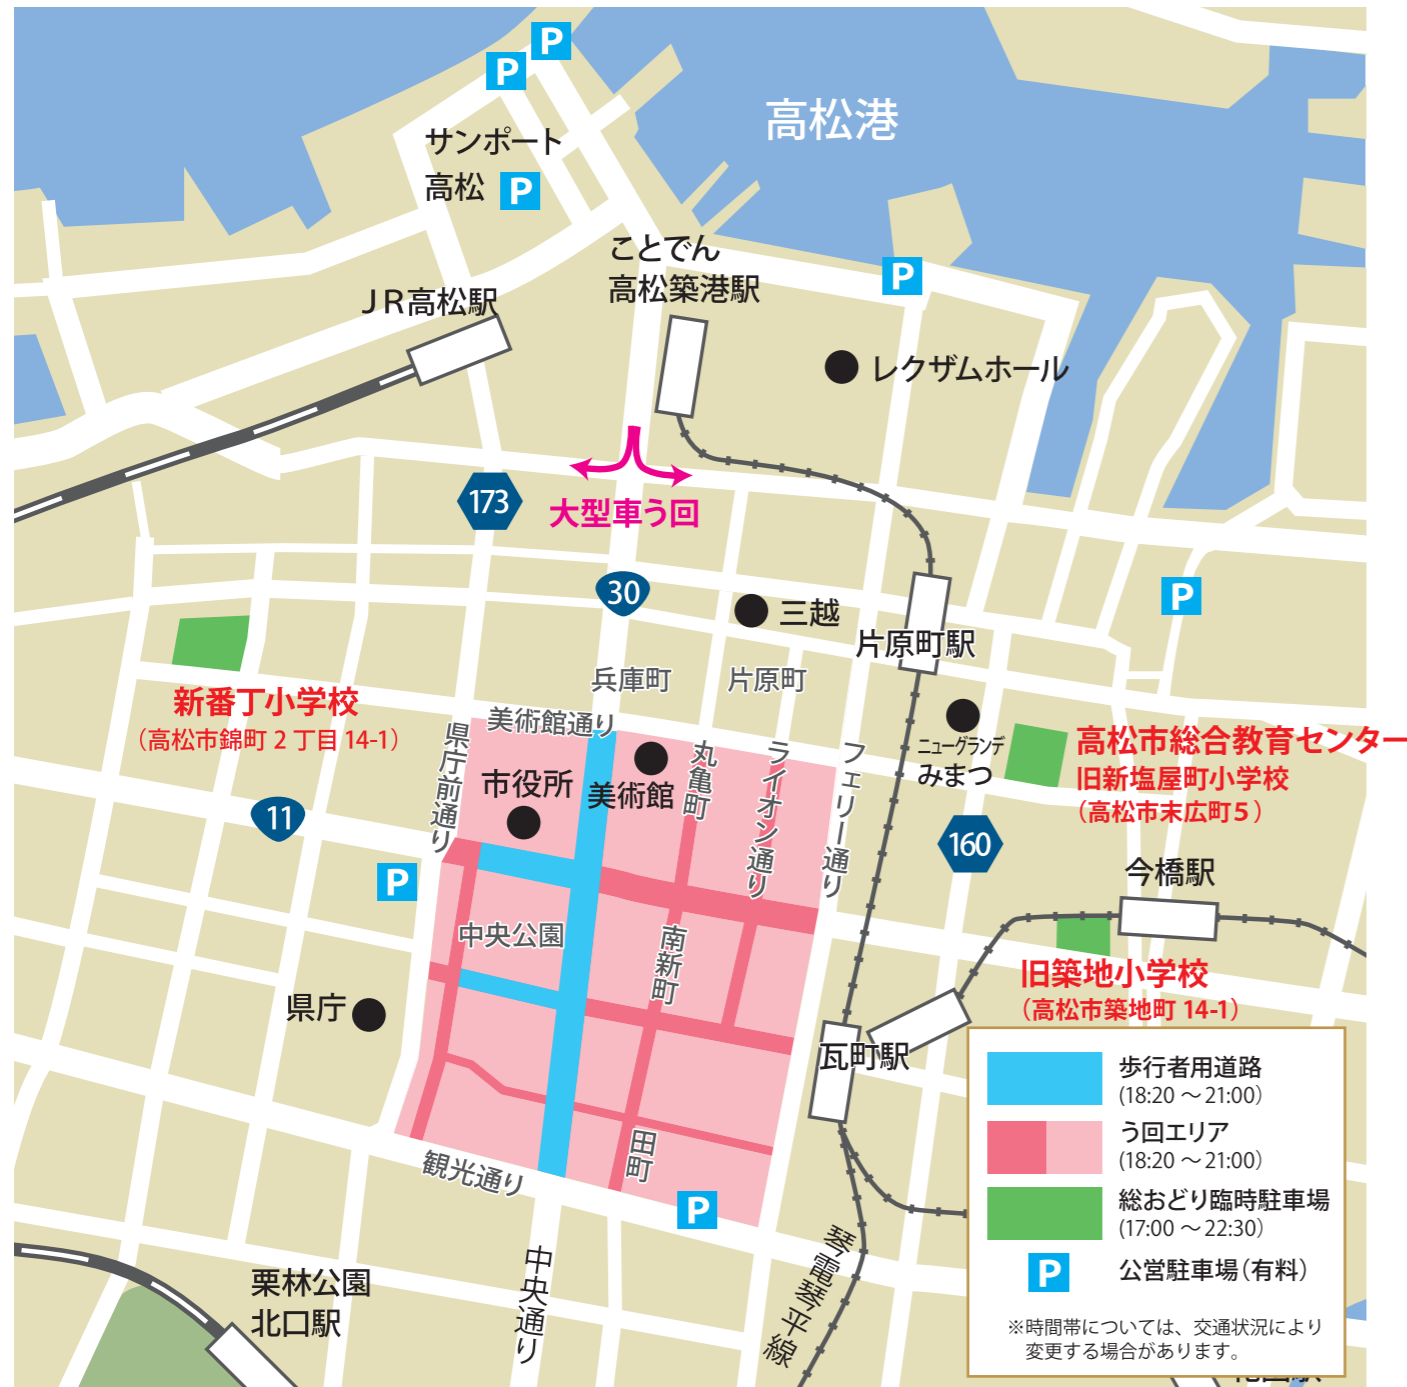 P
P
高松港
サンポート
高松
P
ことでん
高松築港駅
P
JR高松駅
レクザムホール
173
大型車う回
30
P
三越
片原町駅
兵庫町
片原町
新番丁小学校
(高松市錦町2丁目14-1)
美術館通り
県庁前通り
丸亀町
ライオン通り
フェリー通り
ニューグランデ
みまつ
高松市総合教育センター
旧新塩屋町小学校
(高松市末広町5)
市役所
美術館
11
160
P
今橋駅
中央公園
南新町
県庁
旧築地小学校
(高松市築地町14-1)
瓦町駅
田町
観光通り
P
中央通り
琴電琴平線
栗林公園
北口駅
歩行者用道路
(18:20～21:00)
う回エリア
(18:20～21:00)
総おどり臨時駐車場
(17:00～22:30)
P 公営駐車場(有料)
※時間帯については、交通状況により
変更する場合があります。